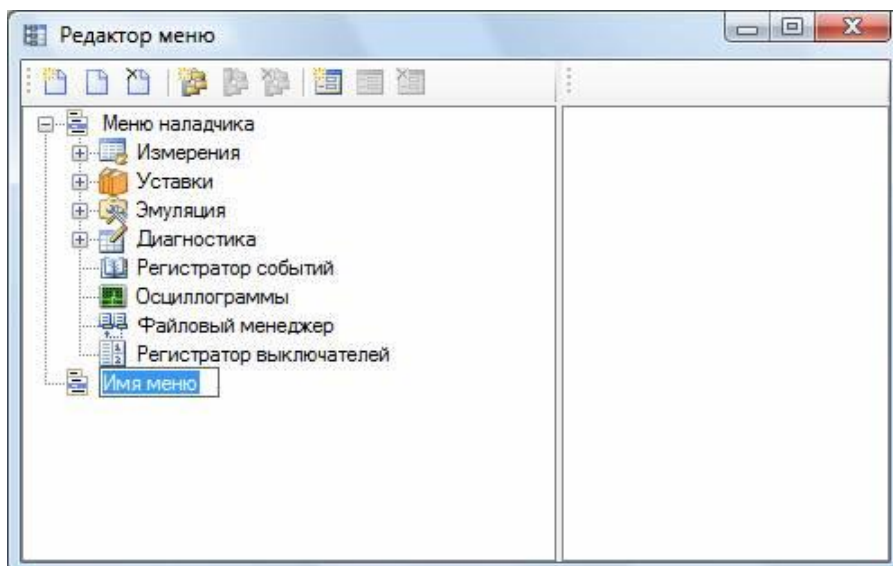 Редактор меню
Меню наладчика
Измерения
Уставки
Эмуляция
Диагностика
Регистратор событий
Осциллограммы
Файловый менеджер
Регистратор выключателей
Имя меню